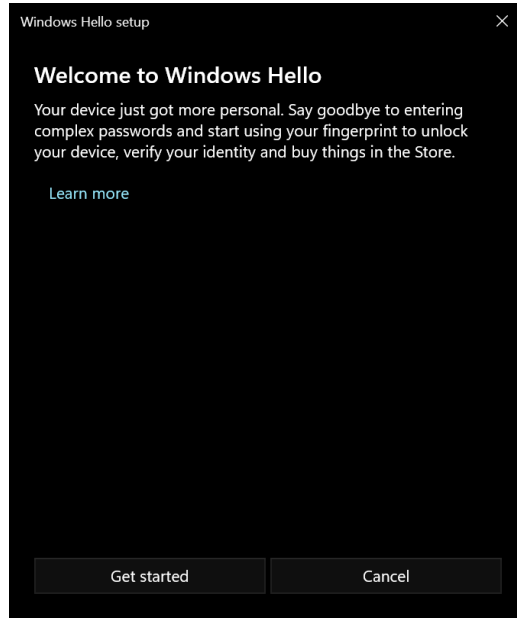 Windows Hello setup
Welcome to Windows Hello
Your device just got more personal. Say goodbye to entering
complex passwords and start using your fingerprint to unlock
your device, verify your identity and buy things in the Store.
Learn more
Get started
Cancel